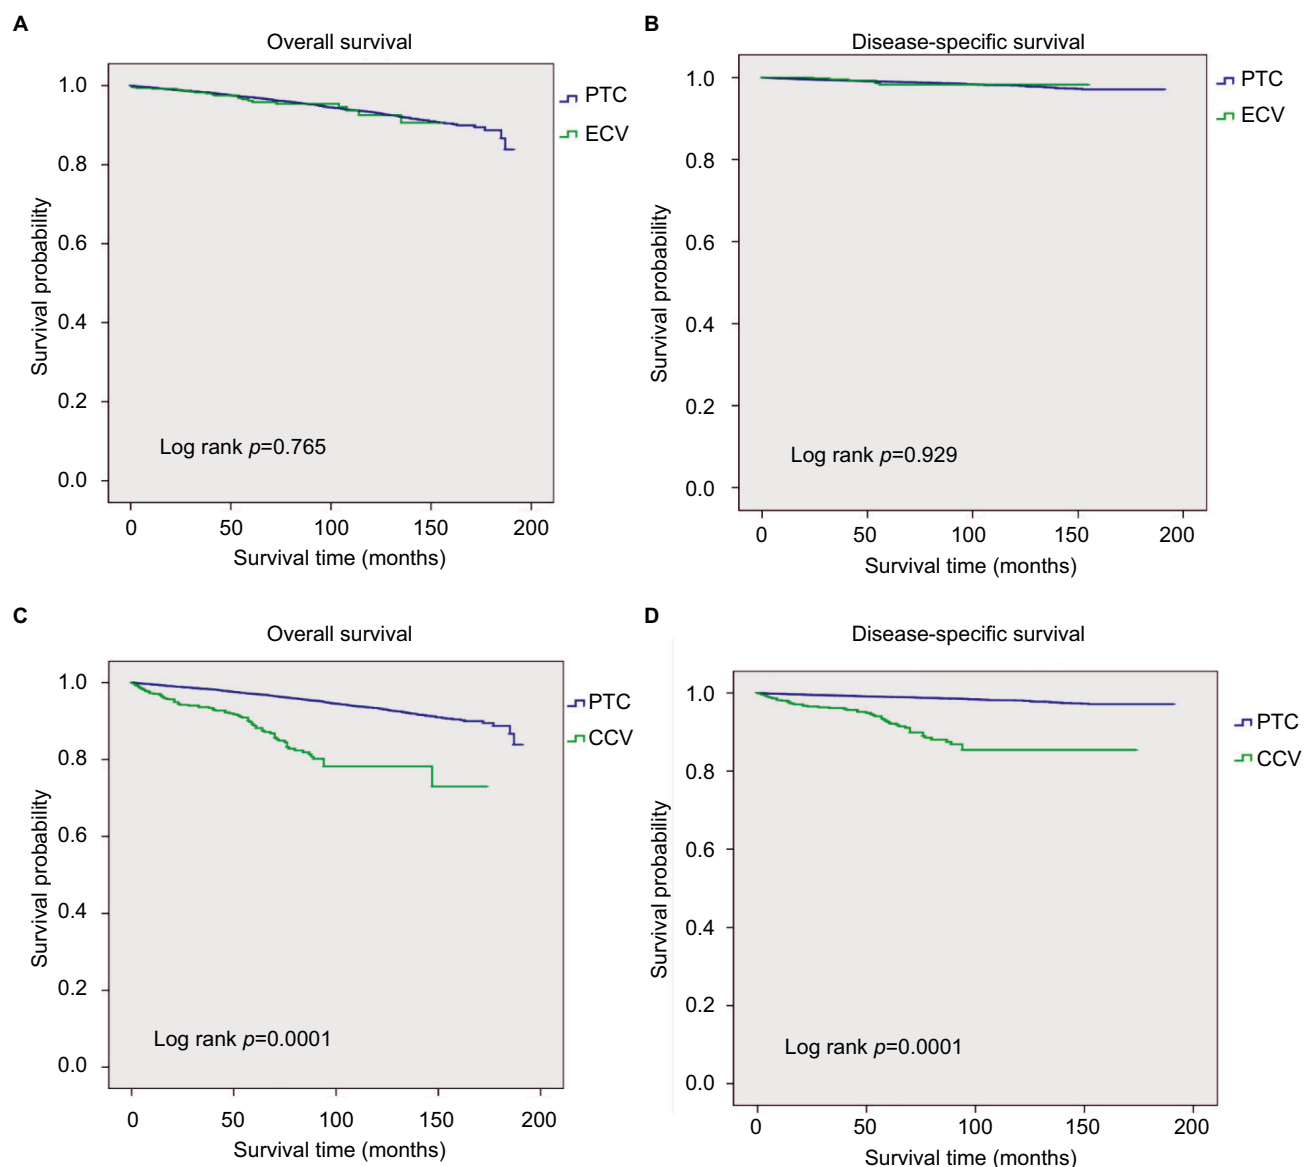 A
Overall survival
1.0
0.8
0.6
0.4
0.2
0.0
Survival probability
Log rank p=0.765
0 50 100 150 200
Survival time (months)
PTC
ECV
B
Disease-specific survival
1.0
0.8
0.6
0.4
0.2
0.0
Survival probability
Log rank p=0.929
0 50 100 150 200
Survival time (months)
PTC
ECV
C
Overall survival
1.0
0.8
0.6
0.4
0.2
0.0
Survival probability
Log rank p=0.0001
0 50 100 150 200
Survival time (months)
PTC
CCV
D
Disease-specific survival
1.0
0.8
0.6
0.4
0.2
0.0
Survival probability
Log rank p=0.0001
0 50 100 150 200
Survival time (months)
PTC
CCV